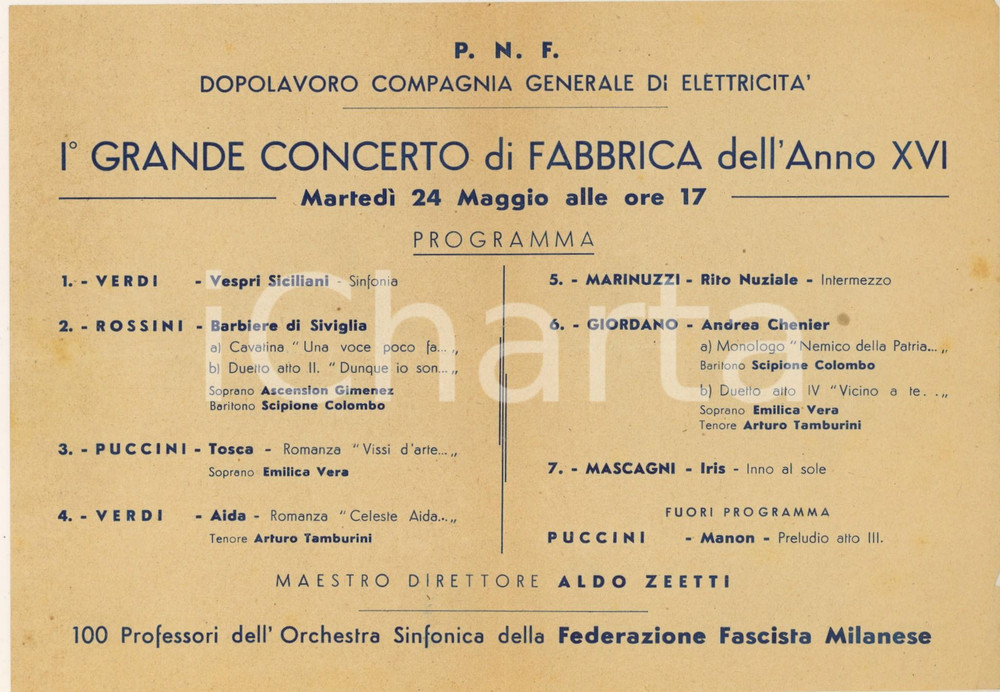 P. N. F.
DOPOLAVORO COMPAGNIA GENERALE Di ELETTRICITA'
I° GRANDE CONCERTO di FABBRICA dell'Anno XVI
Martedì 24 Maggio alle ore 17
PROGRAMMA
1. - VERDI - Vespri Siciliani - Sinfonia
2. - ROSSINI - Barbiere di Siviglia
a) Cavatina " Una voce poco fa... „
b) Duetto atto II. " Dunque io son... „
Soprano Ascension Gimenez
Baritono Scipione Colombo
3. - PUCCINI - Tosca - Romanza " Vissi d'arte... „
Soprano Emilica Vera
4. - VERDI - Aida - Romanza " Celeste Aida... „
Tenore Arturo Tamburini
5. - MARINUZZI - Rito Nuziale - Intermezzo
6. - GIORDANO - Andrea Chenier
a) Monologo " Nemico della Patria... „
Baritono Scipione Colombo
b) Duetto atto IV " Vicino a te... „
Soprano Emilica Vera
Tenore Arturo Tamburini
7. - MASCAGNI - Iris - Inno al sole
FUORI PROGRAMMA
PUCCINI - Manon - Preludio atto III.
MAESTRO DIRETTORE ALDO ZEETTI
100 Professori dell' Orchestra Sinfonica della Federazione Fascista Milanese
iCharta